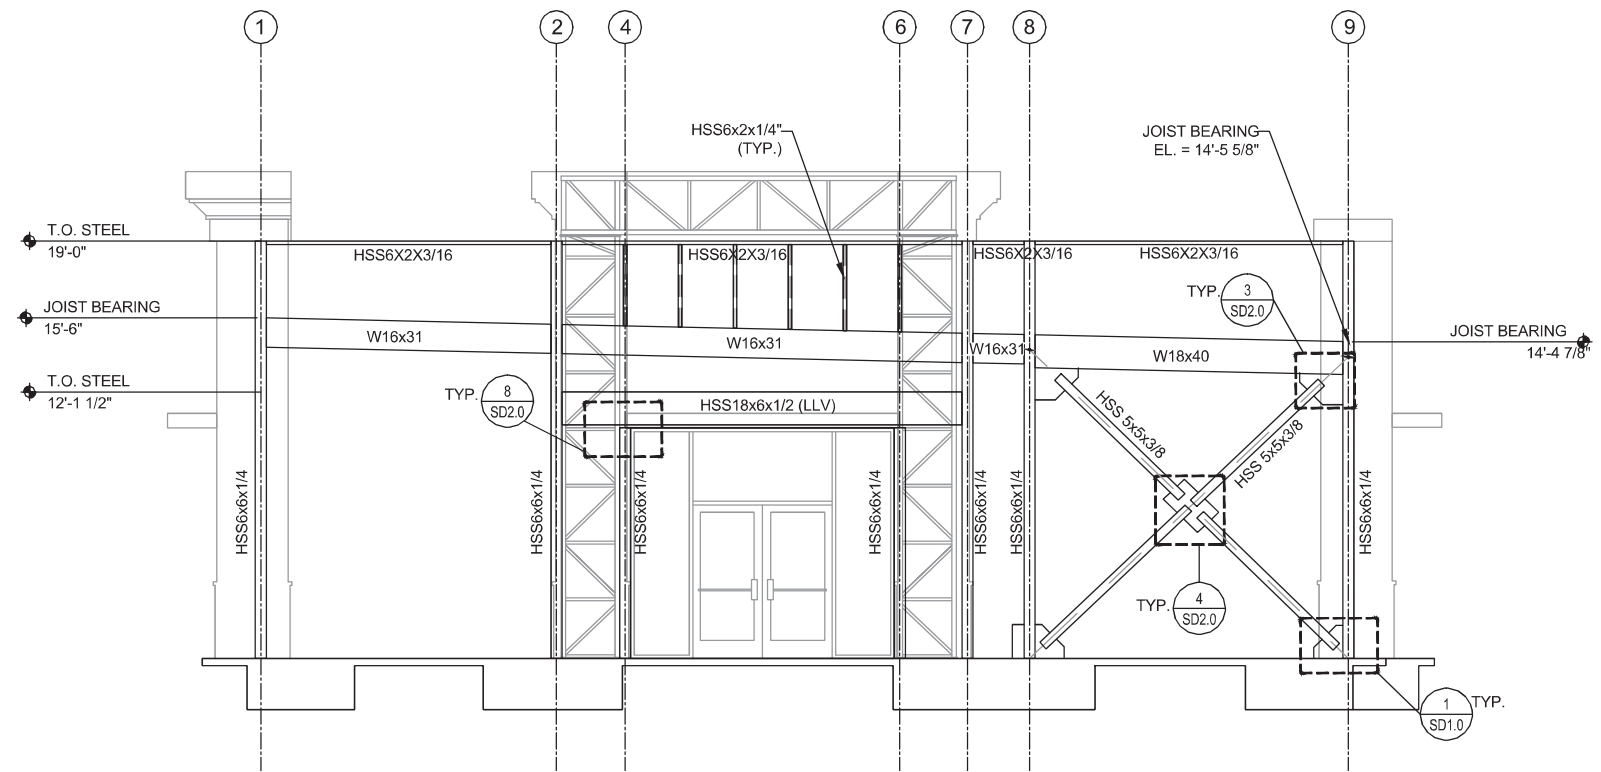 1
2
4
6
7
8
9
HSS6x2x1/4"
(TYP.)
JOIST BEARING
EL. = 14'-5 5/8"
T.O. STEEL
19'-0"
HSS6X2X3/16
HSS6X2X3/16
HSS6X2X3/16
HSS6X2X3/16
TYP.
3
SD2.0
JOIST BEARING
15'-6"
W16x31
W16x31
W16x31
W18x40
JOIST BEARING
14'-4 7/8"
T.O. STEEL
12'-1 1/2"
TYP.
8
SD2.0
HSS18x6x1/2 (LLV)
HSS 5x5x3/8
HSS 5x5x3/8
HSS6x6x1/4
HSS6x6x1/4
HSS6x6x1/4
HSS6x6x1/4
HSS6x6x1/4
HSS6x6x1/4
HSS6x6x1/4
TYP.
4
SD2.0
1
SD1.0
TYP.